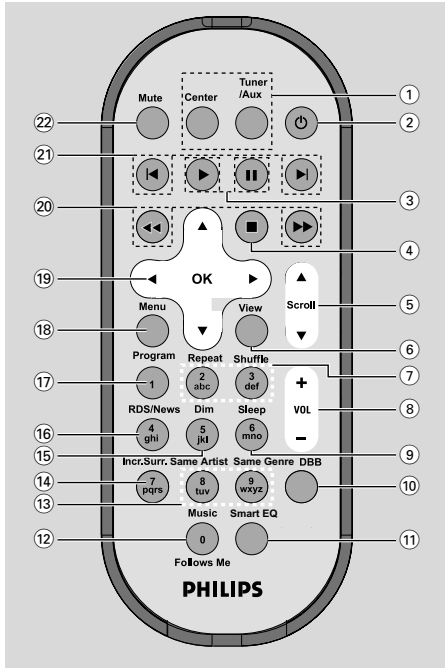 Tuner
Mute Center /Aux
1
22
2
21
3
20
4
19
OK
5
Scroll
Menu View
18
6
Program Repeat Shuffle
7
17
1
2
abc
3
def
+
VOL
8
–
RDS/News Dim Sleep
16
4
ghi
5
jkl
6
mno
15
9
Incr.Surr. Same Artist Same Genre DBB
14
7
pqrs
8
tuv
9
wxyz
10
13
Music Smart EQ
12
0
11
Follows Me
PHILIPS